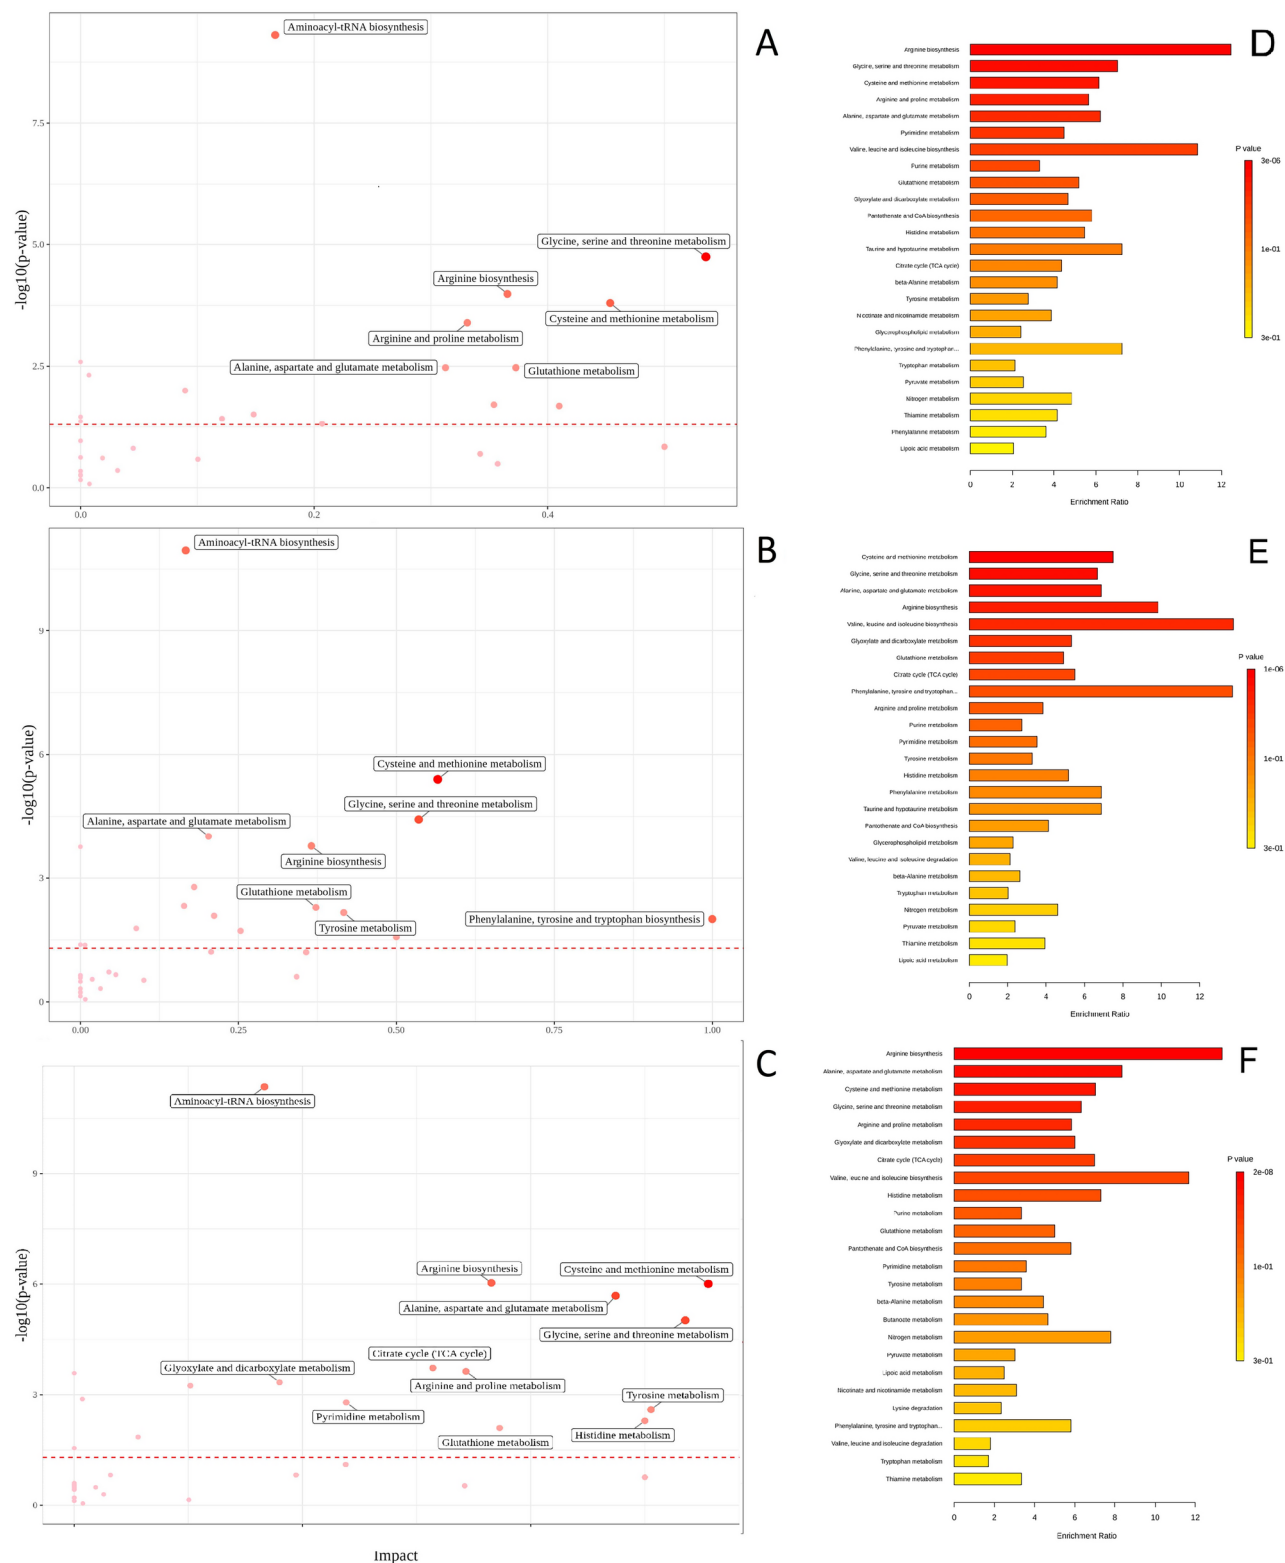 Aminoacyl-tRNA biosynthesis
A
7.5
5.0
2.5
0.0
-log10(p-value)
Glycine, serine and threonine metabolism
Arginine biosynthesis
Cysteine and methionine metabolism
Arginine and proline metabolism
Alanine, aspartate and glutamate metabolism
Glutathione metabolism
0.0
0.2
0.4
D
Arginine biosynthesis
Glycine, serine and threonine metabolism
Cysteine and methionine metabolism
Arginine and proline metabolism
Alanine, aspartate and glutamate metabolism
Pyrimidine metabolism
Valine, leucine and isoleucine biosynthesis
Purine metabolism
Glutathione metabolism
Glyoxylate and dicarboxylate metabolism
Pantothenate and CoA biosynthesis
Histidine metabolism
Taurine and hypotaurine metabolism
Citrate cycle (TCA cycle)
beta-Alanine metabolism
Tyrosine metabolism
Nicotinate and nicotinamide metabolism
Glycerophospholipid metabolism
Phenylalanine, tyrosine and tryptophan...
Tryptophan metabolism
Pyruvate metabolism
Nitrogen metabolism
Thiamine metabolism
Phenylalanine metabolism
Lipoic acid metabolism
0 2 4 6 8 10 12
Enrichment Ratio
P value
3e-06
1e-01
3e-01
Aminoacyl-tRNA biosynthesis
B
9
6
3
0
-log10(p-value)
Cysteine and methionine metabolism
Glycine, serine and threonine metabolism
Alanine, aspartate and glutamate metabolism
Arginine biosynthesis
Glutathione metabolism
Tyrosine metabolism
Phenylalanine, tyrosine and tryptophan biosynthesis
0.00
0.25
0.50
0.75
1.00
E
Cysteine and methionine metabolism
Glycine, serine and threonine metabolism
Alanine, aspartate and glutamate metabolism
Arginine biosynthesis
Valine, leucine and isoleucine biosynthesis
Glyoxylate and dicarboxylate metabolism
Glutathione metabolism
Citrate cycle (TCA cycle)
Phenylalanine, tyrosine and tryptophan...
Arginine and proline metabolism
Purine metabolism
Pyrimidine metabolism
Tyrosine metabolism
Histidine metabolism
Phenylalanine metabolism
Taurine and hypotaurine metabolism
Pantothenate and CoA biosynthesis
Glycerophospholipid metabolism
Valine, leucine and isoleucine degradation
beta-Alanine metabolism
Tryptophan metabolism
Nitrogen metabolism
Pyruvate metabolism
Thiamine metabolism
Lipoic acid metabolism
0 2 4 6 8 10 12
Enrichment Ratio
P value
1e-06
1e-01
3e-01
C
Aminoacyl-tRNA biosynthesis
9
6
3
0
-log10(p-value)
Arginine biosynthesis
Cysteine and methionine metabolism
Alanine, aspartate and glutamate metabolism
Glycine, serine and threonine metabolism
Citrate cycle (TCA cycle)
Glyoxylate and dicarboxylate metabolism
Arginine and proline metabolism
Tyrosine metabolism
Pyrimidine metabolism
Histidine metabolism
Glutathione metabolism
Impact
F
Arginine biosynthesis
Alanine, aspartate and glutamate metabolism
Cysteine and methionine metabolism
Glycine, serine and threonine metabolism
Arginine and proline metabolism
Glyoxylate and dicarboxylate metabolism
Citrate cycle (TCA cycle)
Valine, leucine and isoleucine biosynthesis
Histidine metabolism
Purine metabolism
Glutathione metabolism
Pantothenate and CoA biosynthesis
Pyrimidine metabolism
Tyrosine metabolism
beta-Alanine metabolism
Butanoate metabolism
Nitrogen metabolism
Pyruvate metabolism
Lipoic acid metabolism
Nicotinate and nicotinamide metabolism
Lysine degradation
Phenylalanine, tyrosine and tryptophan...
Valine, leucine and isoleucine degradation
Tryptophan metabolism
Thiamine metabolism
0 2 4 6 8 10 12
Enrichment Ratio
P value
2e-08
1e-01
3e-01